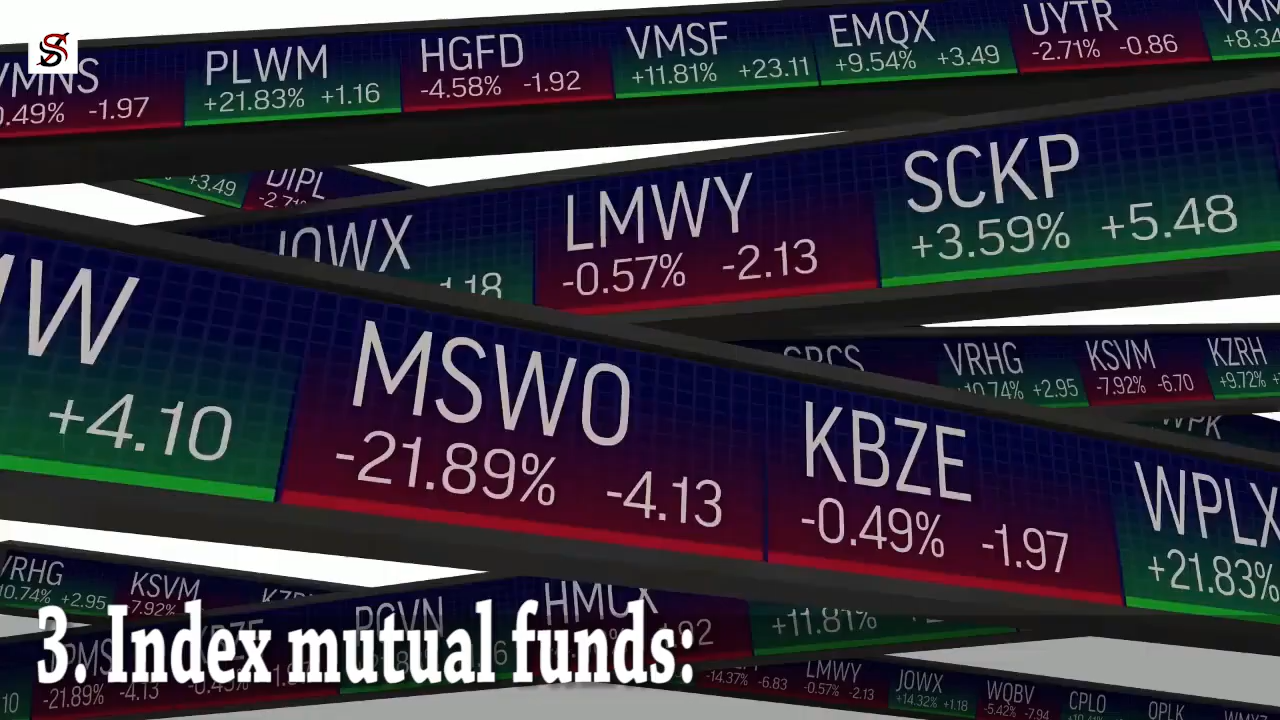 VMNS PLWM HGFD VMSF EMQX UYTR
-1.97 +21.83% +1.16 -4.58% -1.92 +11.81% +23.11 +9.54% +3.49 -2.71% -0.86 +8.34
+3.49 DIPL
JOWX LMWY SCKP
-0.57% -2.13 +3.59% +5.48
MSWO KBZE WPLX
+4.10 -21.89% -4.13 -0.49% -1.97 +21.83%
VRHG KSVM KZRH
+2.95 -7.92% -6.70 +9.72%
VRHG KSVM
+2.95 -7.92%
3. Index mutual funds:
+11.81%
LMWY JOWX WQBV CPLO OPLK
-14.37% -6.83 -0.57% -2.13 +14.32% +1.18 -5.42% -7.94
-21.89% -4.13